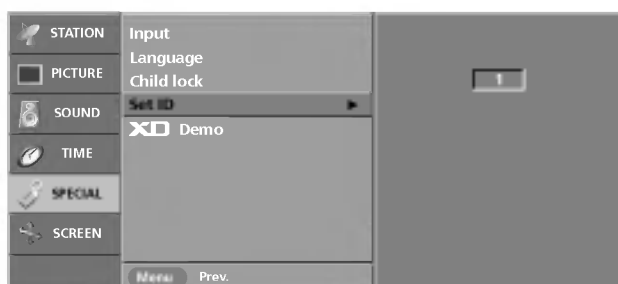 STATION
PICTURE
SOUND
TIME
SPECIAL
SCREEN
Input
Language
Child lock
Set ID
XD Demo
Menu Prev.
1